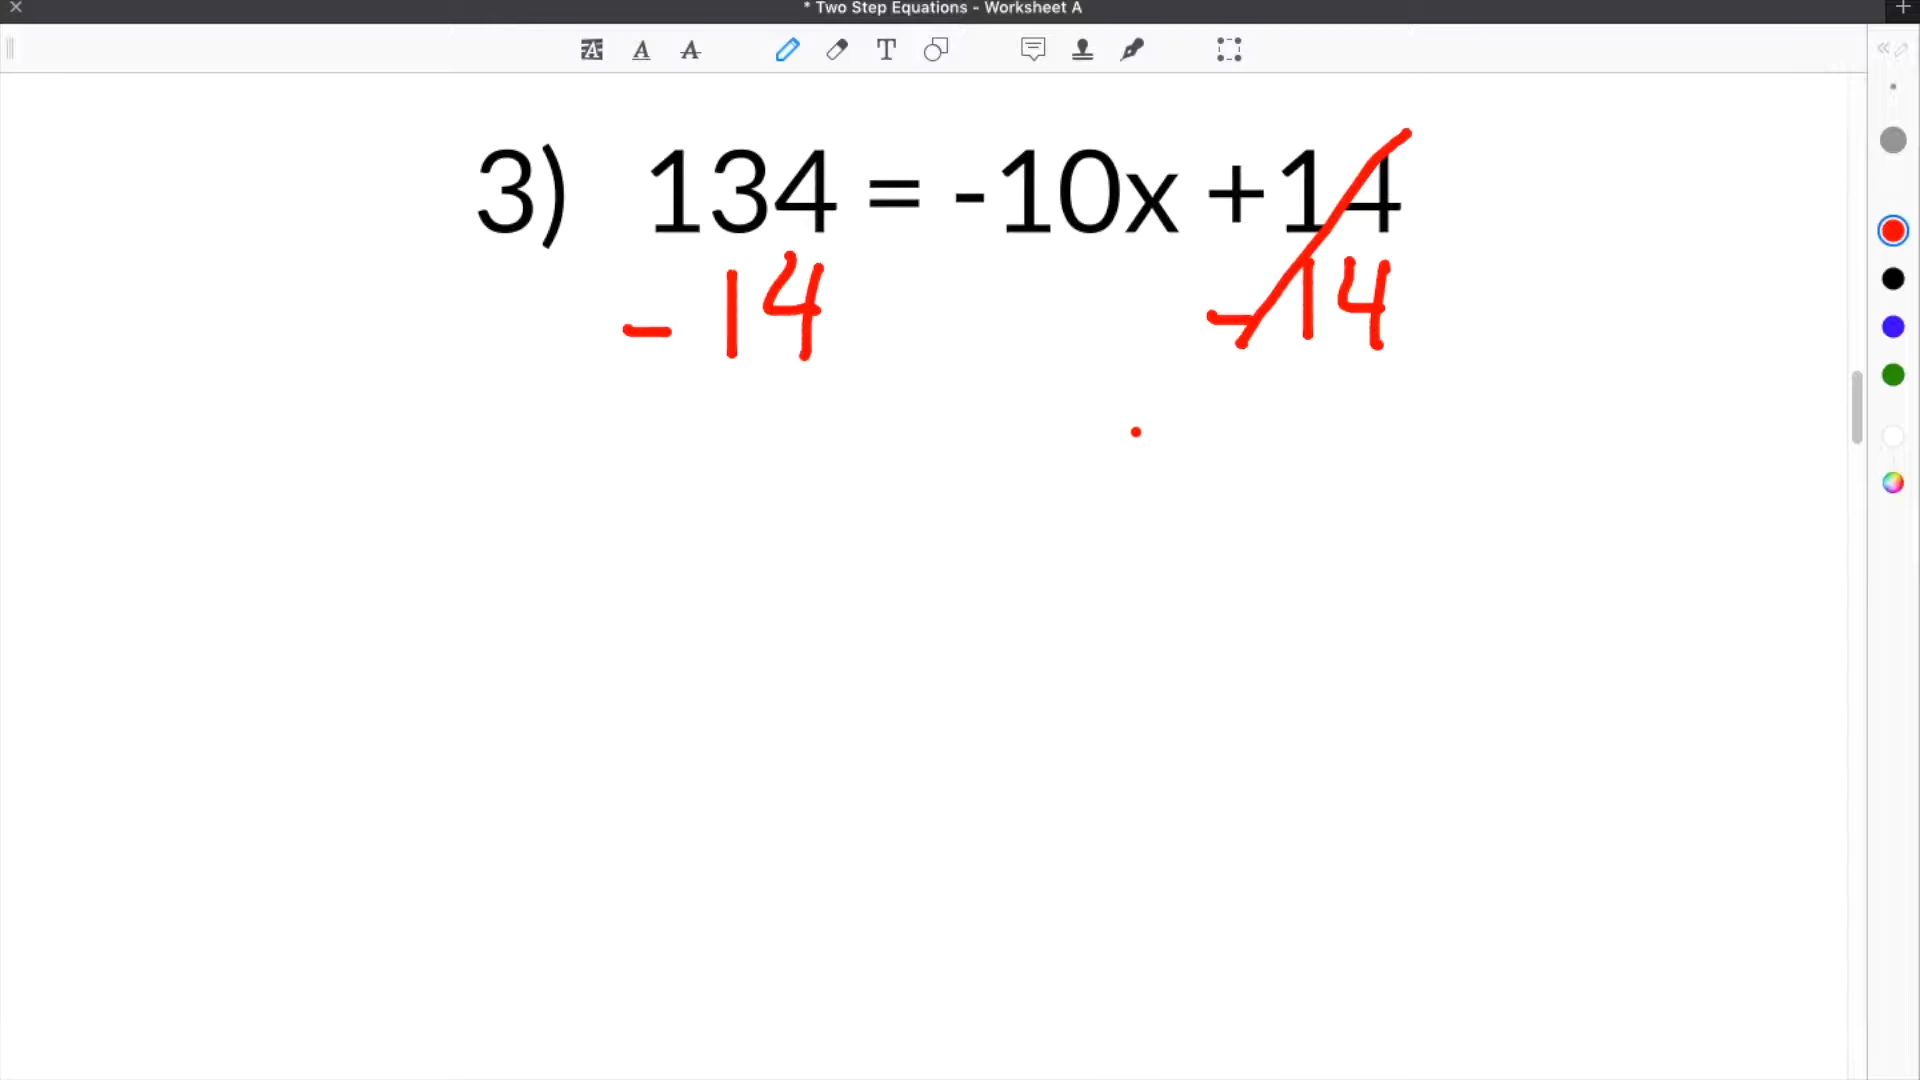 * Two Step Equations - Worksheet A
A A A T
3) 134 = -10x +14
- 14 - 14